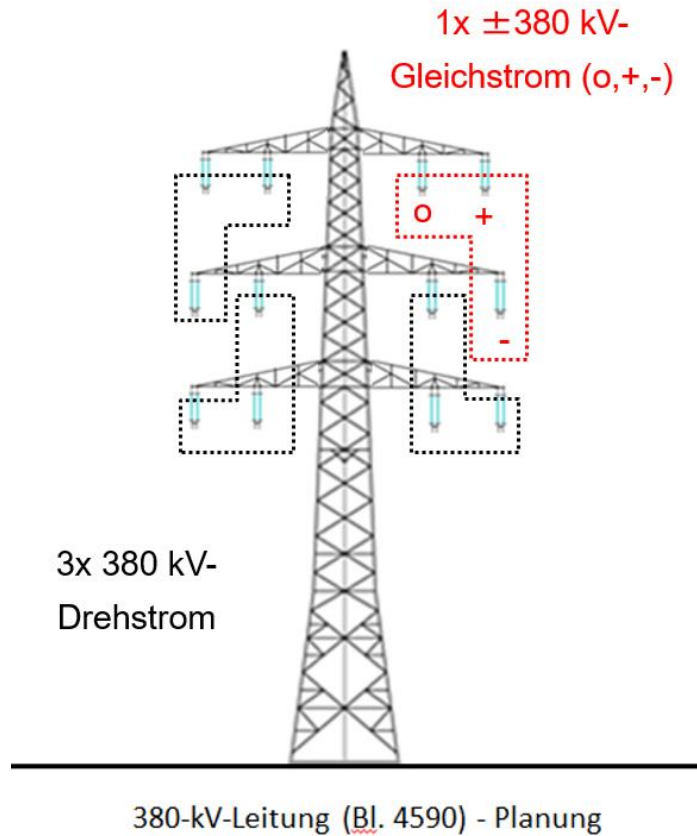 1x ±380 kV-
Gleichstrom (o,+,-)
o +
-
3x 380 kV-
Drehstrom
380-kV-Leitung (Bl. 4590) - Planung